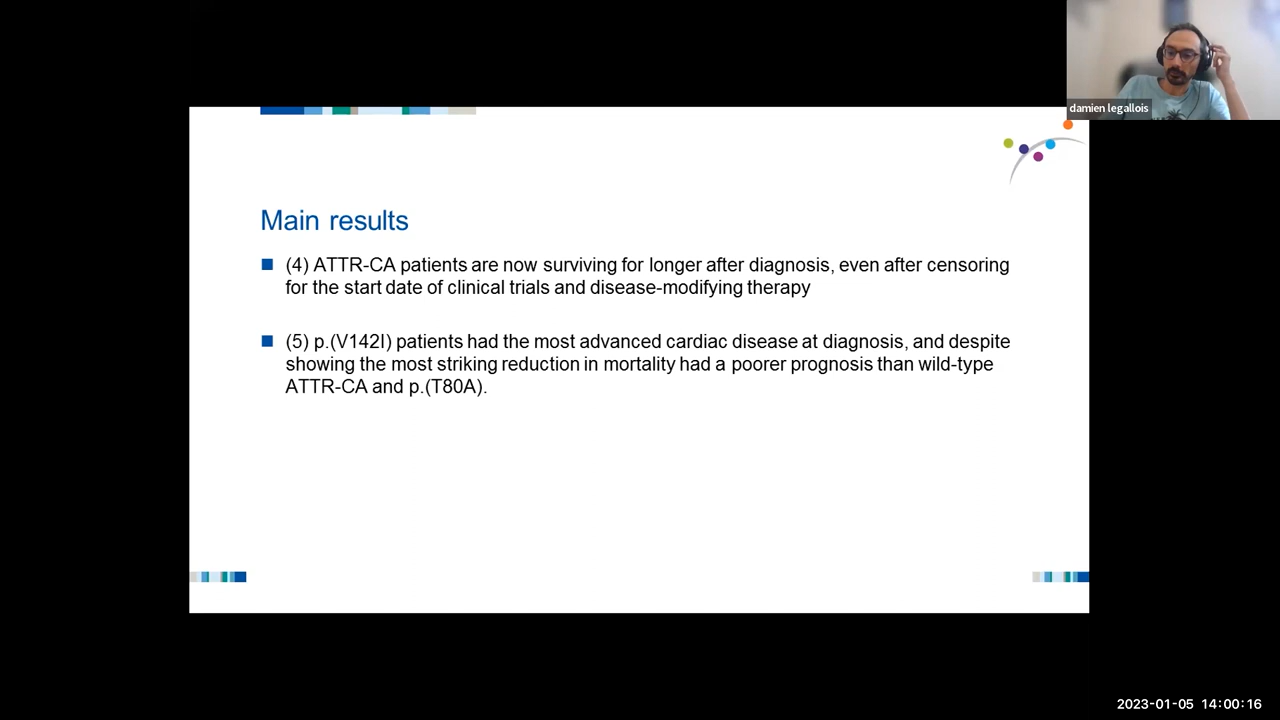 damien legallois
Main results
(4) ATTR-CA patients are now surviving for longer after diagnosis, even after censoring
for the start date of clinical trials and disease-modifying therapy
(5) p.(V142I) patients had the most advanced cardiac disease at diagnosis, and despite
showing the most striking reduction in mortality had a poorer prognosis than wild-type
ATTR-CA and p.(T80A).
2023-01-05 14:00:16